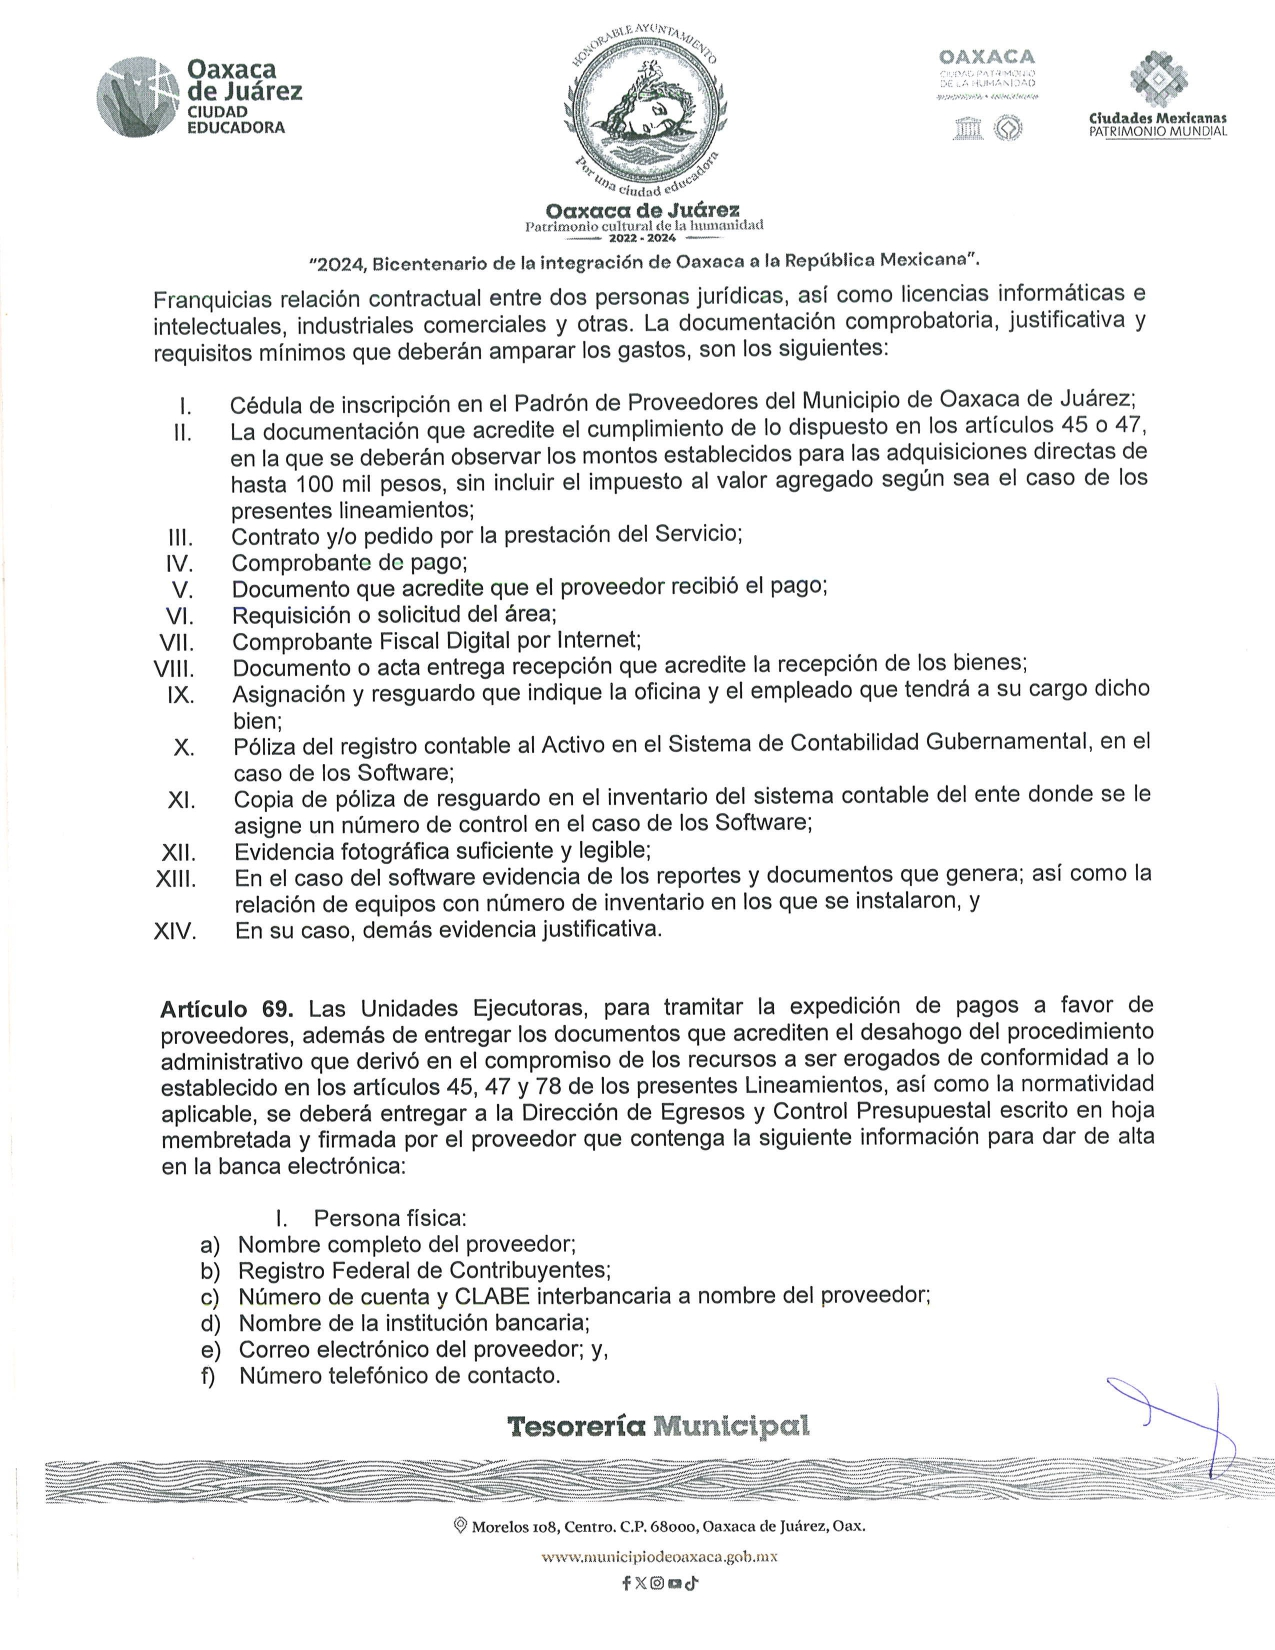 Oaxaca
de Juárez
CIUDAD
EDUCADORA
HONORABLE AYUNTAMIENTO
Por una ciudad educadora
Oaxaca de Juárez
Patrimonio cultural de la humanidad
2022 - 2024
OAXACA
CIUDAD PATRIMONIO
DE LA HUMANIDAD
Ciudades Mexicanas
PATRIMONIO MUNDIAL
"2024, Bicentenario de la integración de Oaxaca a la República Mexicana".
Franquicias relación contractual entre dos personas jurídicas, así como licencias informáticas e
intelectuales, industriales comerciales y otras. La documentación comprobatoria, justificativa y
requisitos mínimos que deberán amparar los gastos, son los siguientes:
I. Cédula de inscripción en el Padrón de Proveedores del Municipio de Oaxaca de Juárez;
II. La documentación que acredite el cumplimiento de lo dispuesto en los artículos 45 o 47,
en la que se deberán observar los montos establecidos para las adquisiciones directas de
hasta 100 mil pesos, sin incluir el impuesto al valor agregado según sea el caso de los
presentes lineamientos;
III. Contrato y/o pedido por la prestación del Servicio;
IV. Comprobante de pago;
V. Documento que acredite que el proveedor recibió el pago;
VI. Requisición o solicitud del área;
VII. Comprobante Fiscal Digital por Internet;
VIII. Documento o acta entrega recepción que acredite la recepción de los bienes;
IX. Asignación y resguardo que indique la oficina y el empleado que tendrá a su cargo dicho
bien;
X. Póliza del registro contable al Activo en el Sistema de Contabilidad Gubernamental, en el
caso de los Software;
XI. Copia de póliza de resguardo en el inventario del sistema contable del ente donde se le
asigne un número de control en el caso de los Software;
XII. Evidencia fotográfica suficiente y legible;
XIII. En el caso del software evidencia de los reportes y documentos que genera; así como la
relación de equipos con número de inventario en los que se instalaron, y
XIV. En su caso, demás evidencia justificativa.
Artículo 69. Las Unidades Ejecutoras, para tramitar la expedición de pagos a favor de
proveedores, además de entregar los documentos que acrediten el desahogo del procedimiento
administrativo que derivó en el compromiso de los recursos a ser erogados de conformidad a lo
establecido en los artículos 45, 47 y 78 de los presentes Lineamientos, así como la normatividad
aplicable, se deberá entregar a la Dirección de Egresos y Control Presupuestal escrito en hoja
membretada y firmada por el proveedor que contenga la siguiente información para dar de alta
en la banca electrónica:
I. Persona física:
a) Nombre completo del proveedor;
b) Registro Federal de Contribuyentes;
c) Número de cuenta y CLABE interbancaria a nombre del proveedor;
d) Nombre de la institución bancaria;
e) Correo electrónico del proveedor; y,
f) Número telefónico de contacto.
Tesorería Municipal
Morelos 108, Centro. C.P. 68000, Oaxaca de Juárez, Oax.
www.municipiodeoaxaca.gob.mx